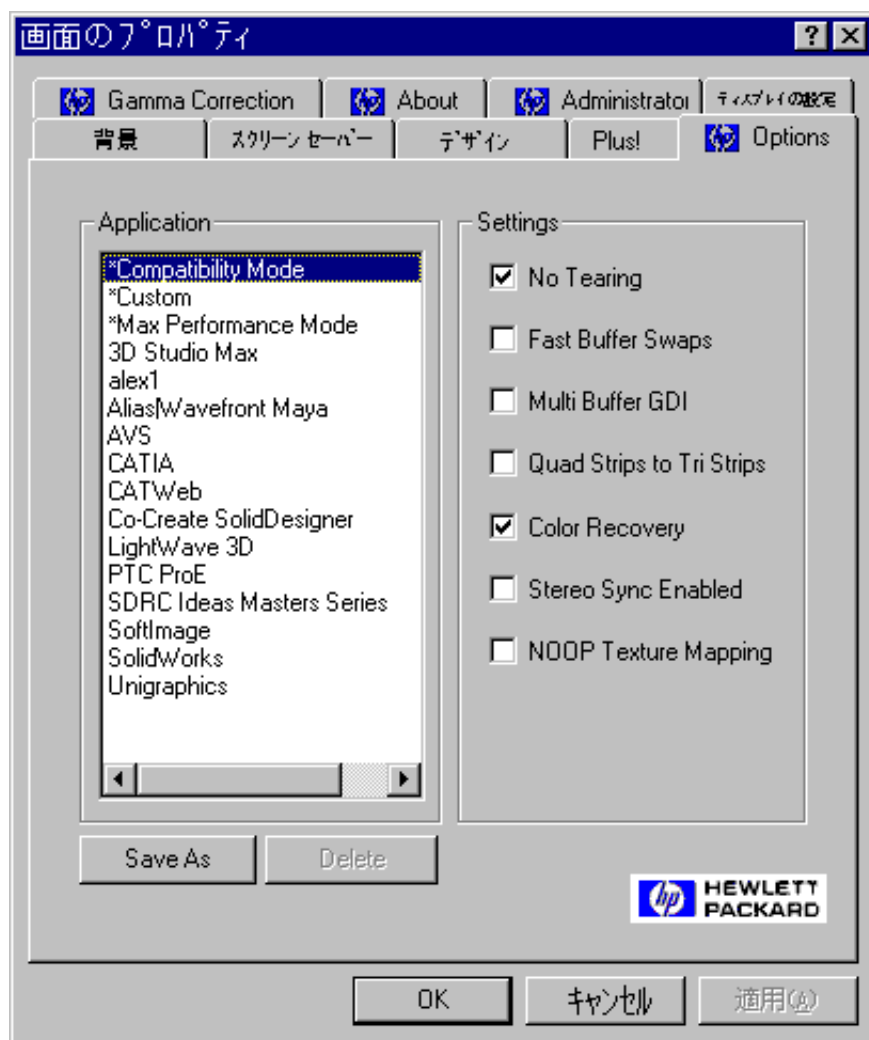 画面のﾌﾟﾛﾊﾟﾃｨ
Gamma Correction
About
Administrator
ﾃﾞｨｽﾌﾟﾚｲの設定
背景
ｽｸﾘｰﾝ ｾｰﾊﾞｰ
ﾃﾞｻﾞｲﾝ
Plus!
Options
Application
*Compatibility Mode
*Custom
*Max Performance Mode
3D Studio Max
alex1
Alias|Wavefront Maya
AVS
CATIA
CATWeb
Co-Create SolidDesigner
LightWave 3D
PTC ProE
SDRC Ideas Masters Series
SoftImage
SolidWorks
Unigraphics
Settings
No Tearing
Fast Buffer Swaps
Multi Buffer GDI
Quad Strips to Tri Strips
Color Recovery
Stereo Sync Enabled
NOOP Texture Mapping
Save As
Delete
hp HEWLETT
PACKARD
OK
ｷｬﾝｾﾙ
適用(A)